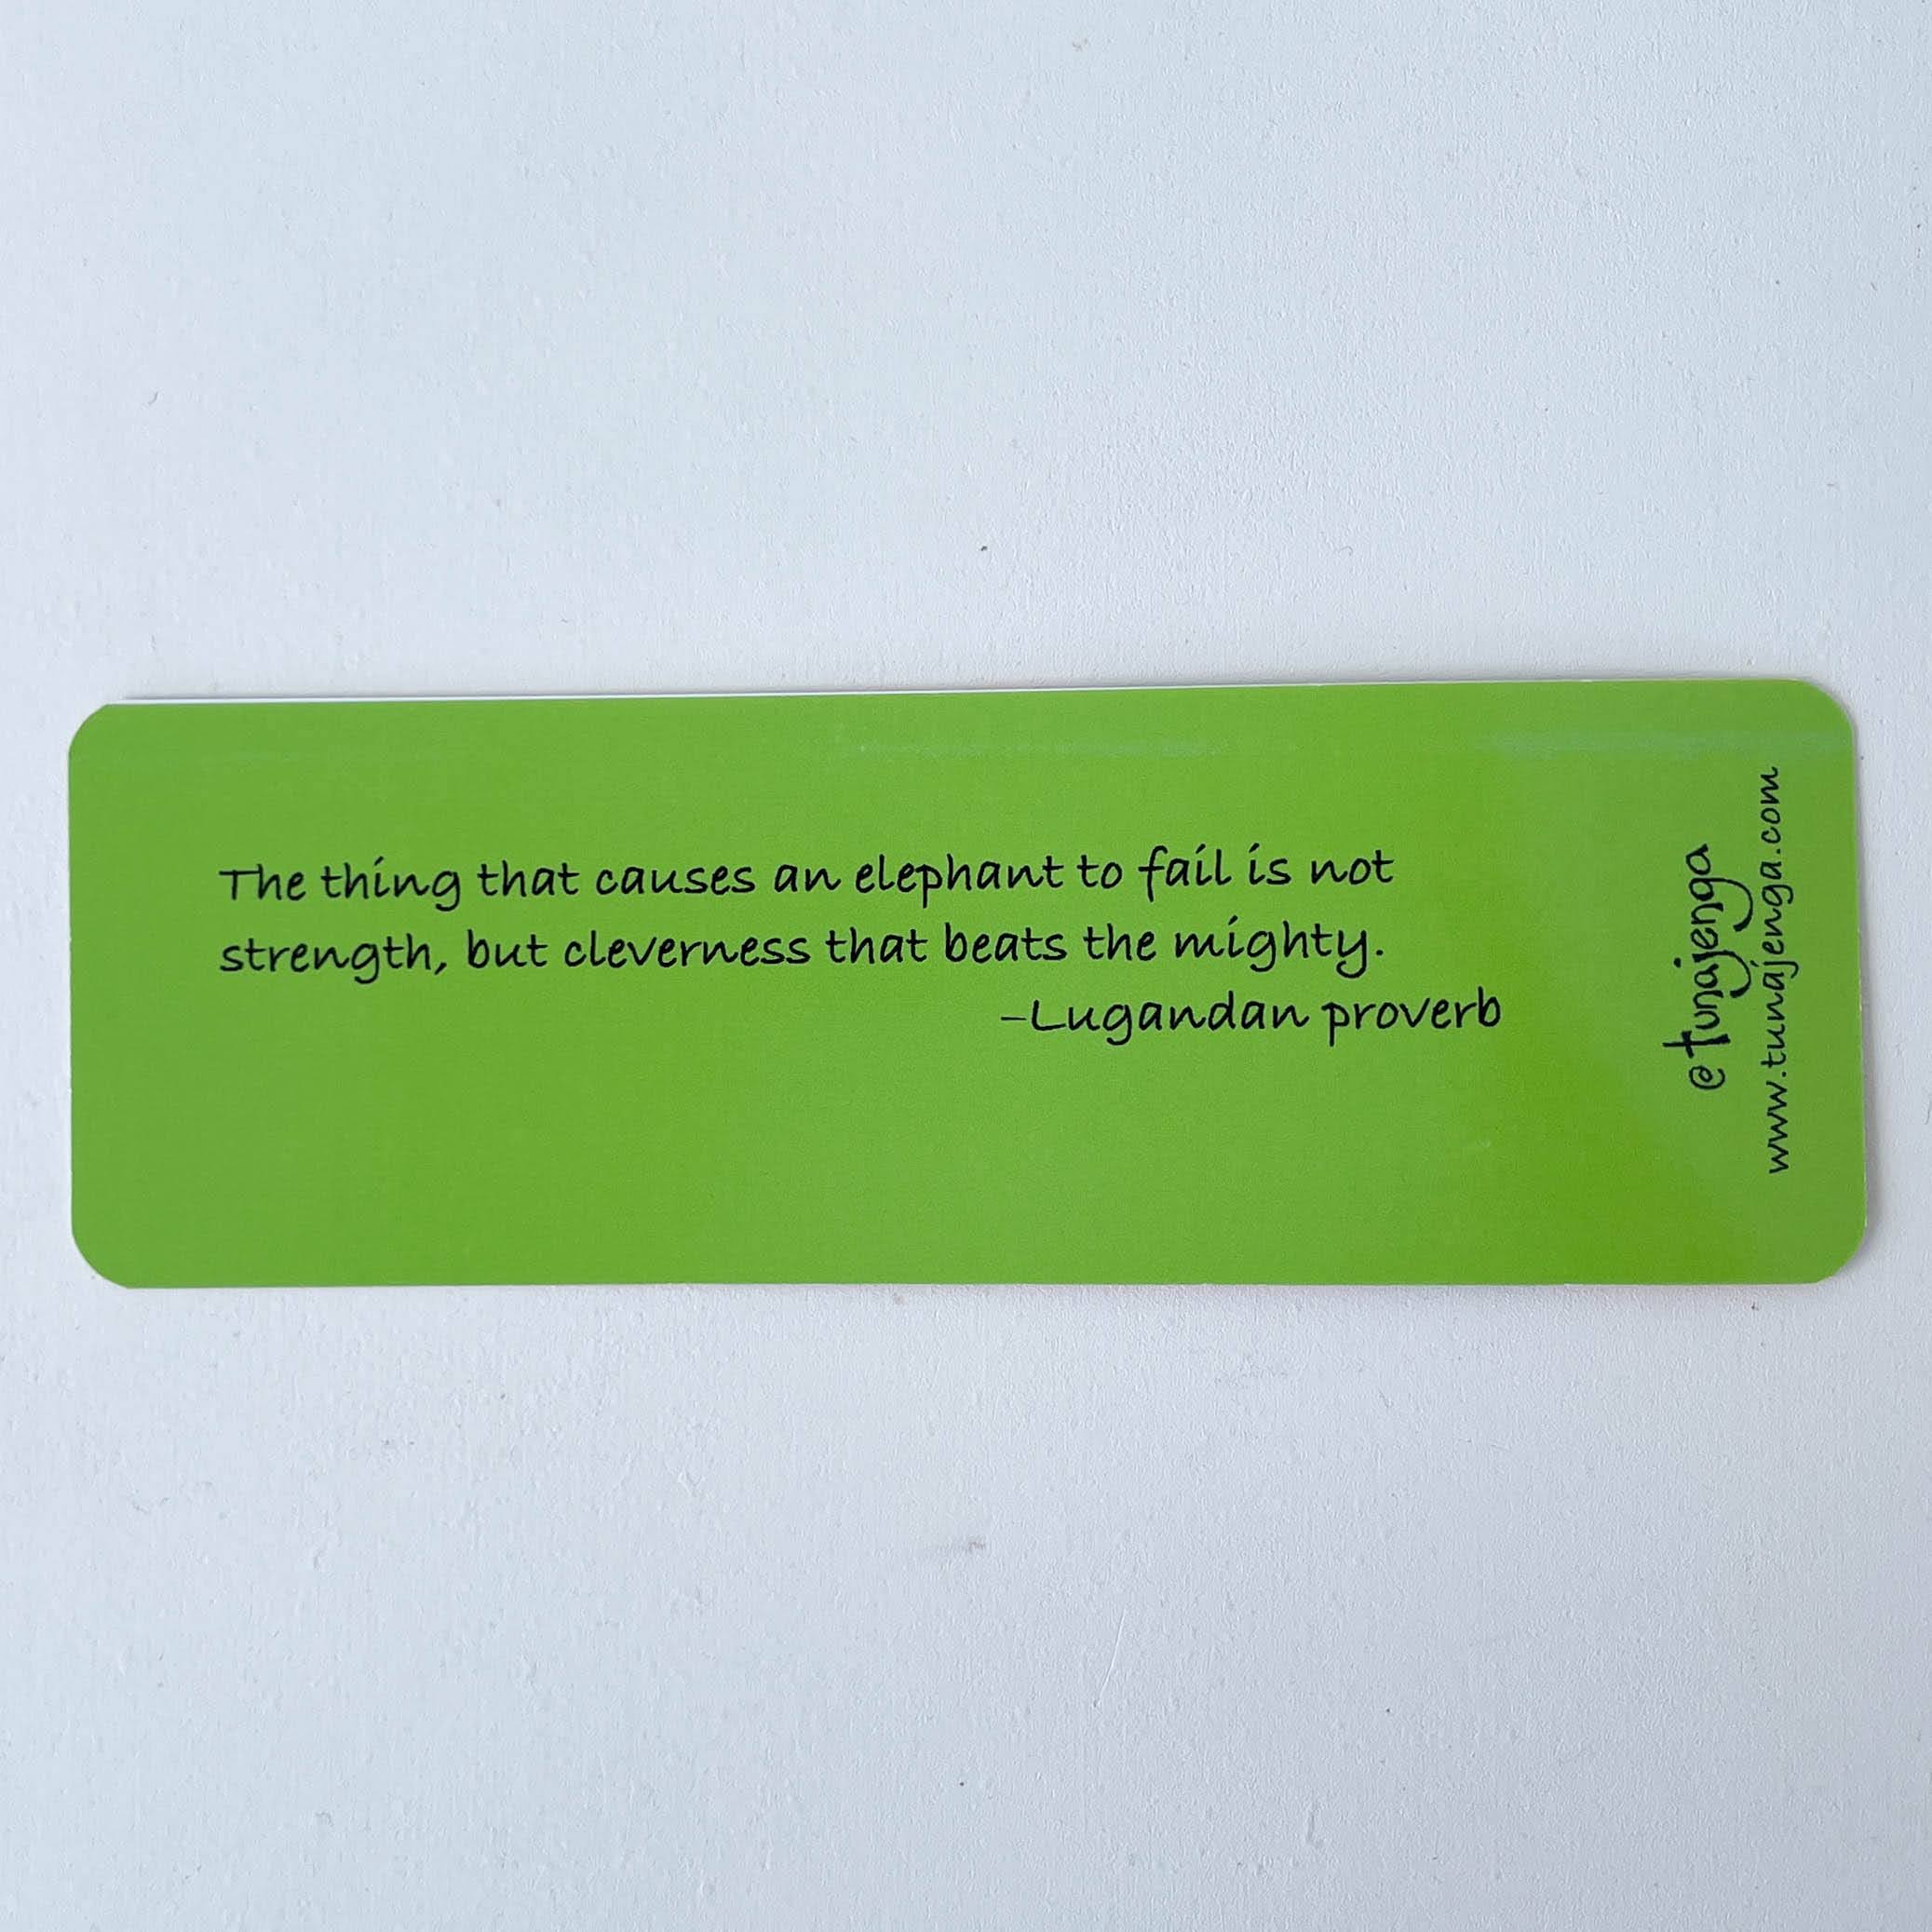 The thing that causes an elephant to fail is not
strength, but cleverness that beats the mighty.
–Lugandan proverb
© tunajenga
www.tunajenga.com